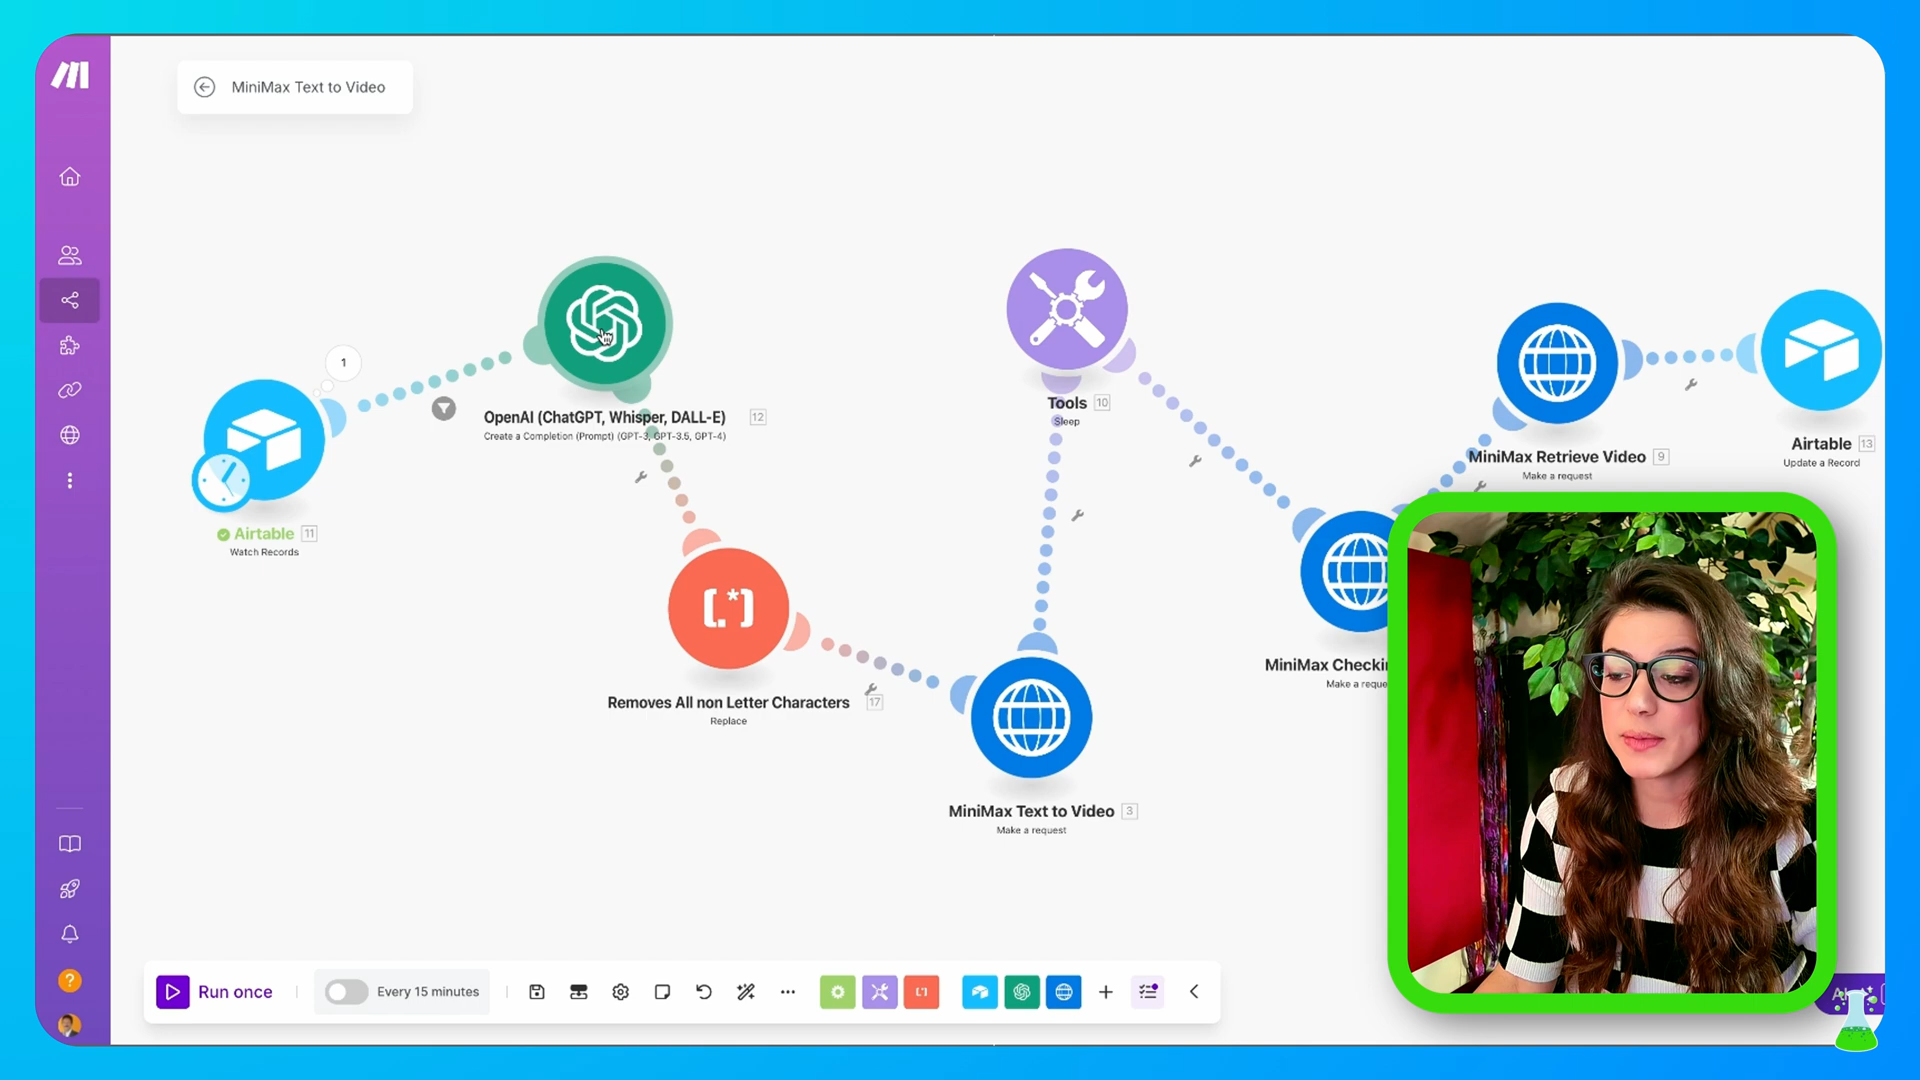 MiniMax Text to Video
1
OpenAI (ChatGPT, Whisper, DALL-E) 12
Create a Completion (Prompt) (GPT-3, GPT-3.5, GPT-4)
Airtable 11
Watch Records
Tools 10
Sleep
MiniMax Retrieve Video 9
Make a request
Airtable 13
Update a Record
Removes All non Letter Characters 17
Replace
MiniMax Checkin
Make a reque
MiniMax Text to Video 3
Make a request
Run once
Every 15 minutes
?